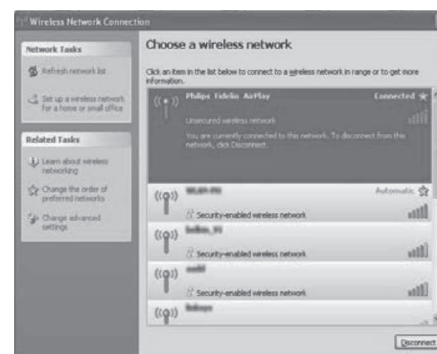 Wireless Network Connection
Network Tasks
Refresh network list
Set up a wireless network
for a home or small office
Related Tasks
Learn about wireless
networking
Change the order of
preferred networks
Change advanced
settings
Choose a wireless network
Click an item in the list below to connect to a wireless network in range or to get more
information.
Philips Fidelio AirPlay
Connected
Unsecured wireless network
You are currently connected to this network. To disconnect from this
network, click Disconnect.
Automatic
Security-enabled wireless network
Security-enabled wireless network
Security-enabled wireless network
Disconnect